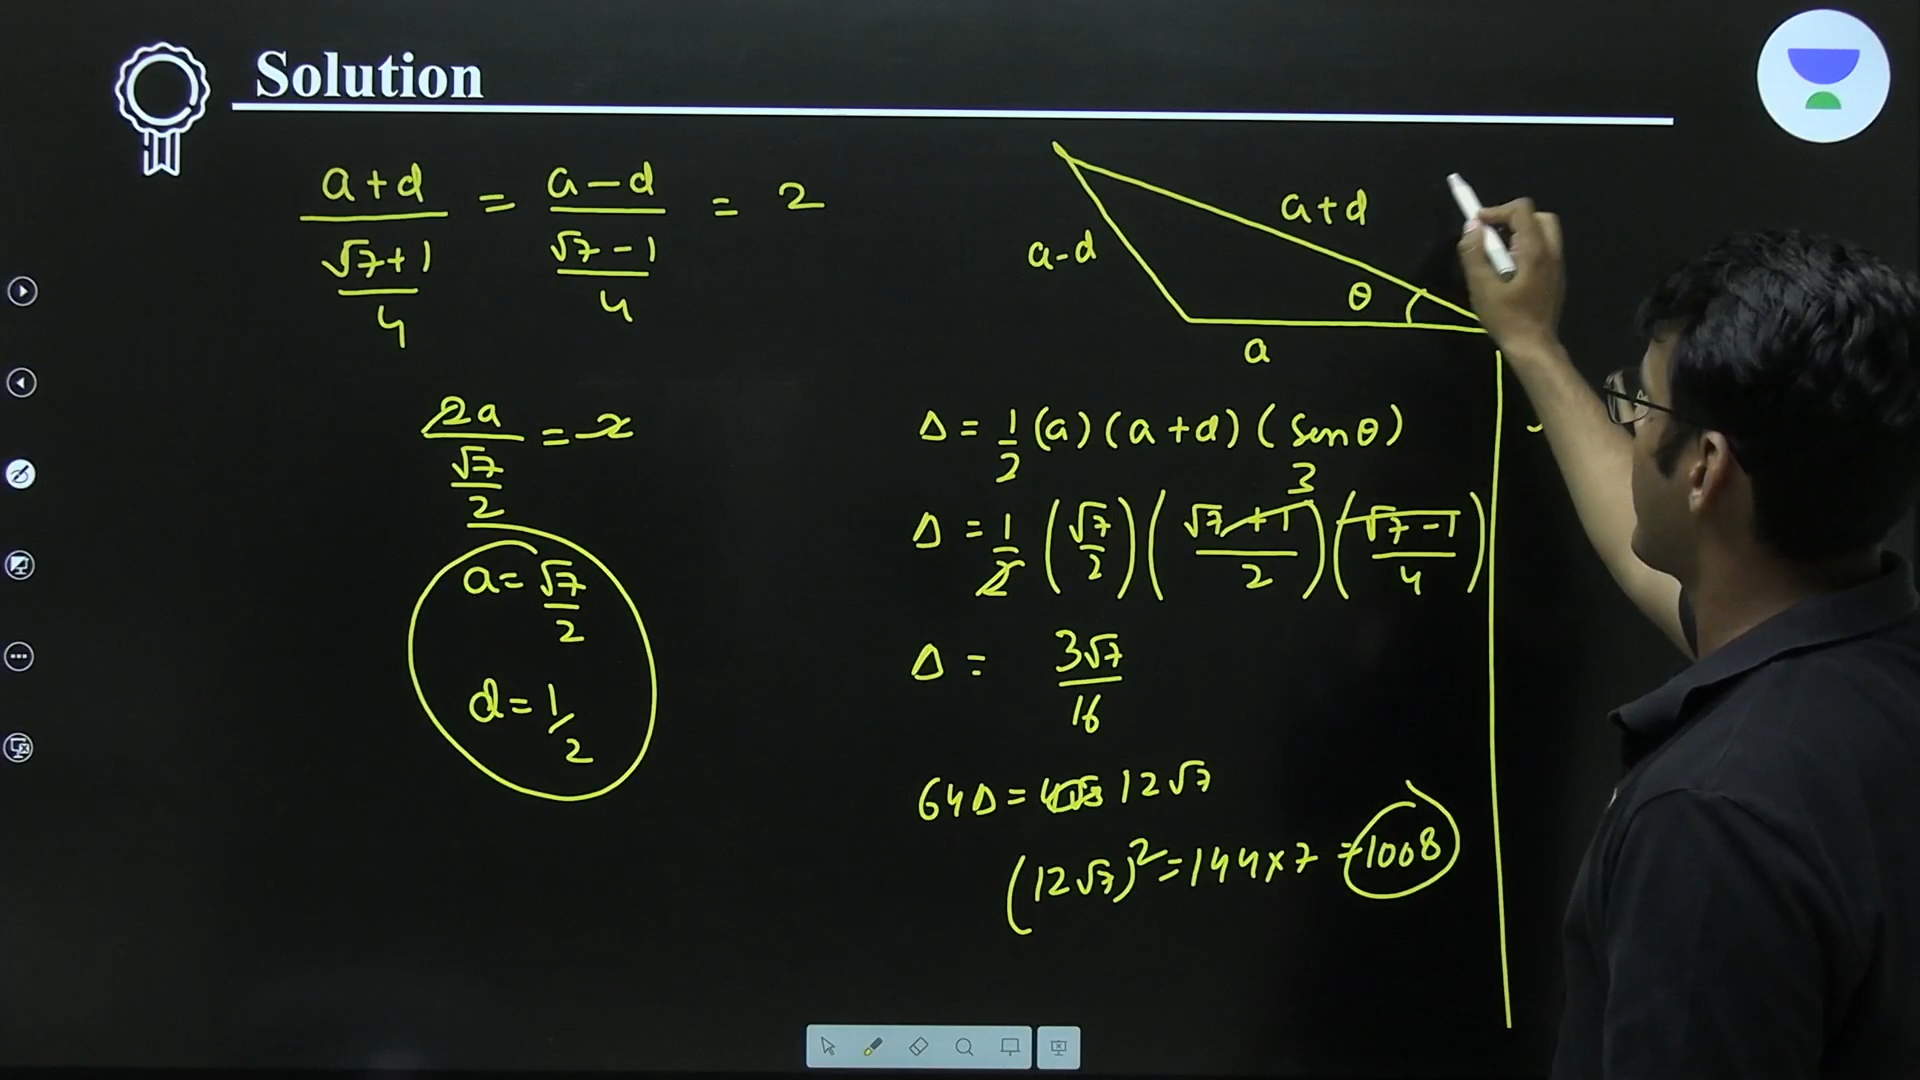 Solution
a+d / (√7+1 / 4) = a-d / (√7-1 / 4) = 2
2a / (√7 / 2) = 2
a = √7/2
d = 1/2
a+d
a-d
θ
a
Δ = 1/2 (a) (a+d) (sin θ)
3
Δ = 1/2 (√7/2) (√7+1 / 2) (√7-1 / 4)
Δ = 3√7/16
64Δ = 12√7
(12√7)² = 144×7 = 1008